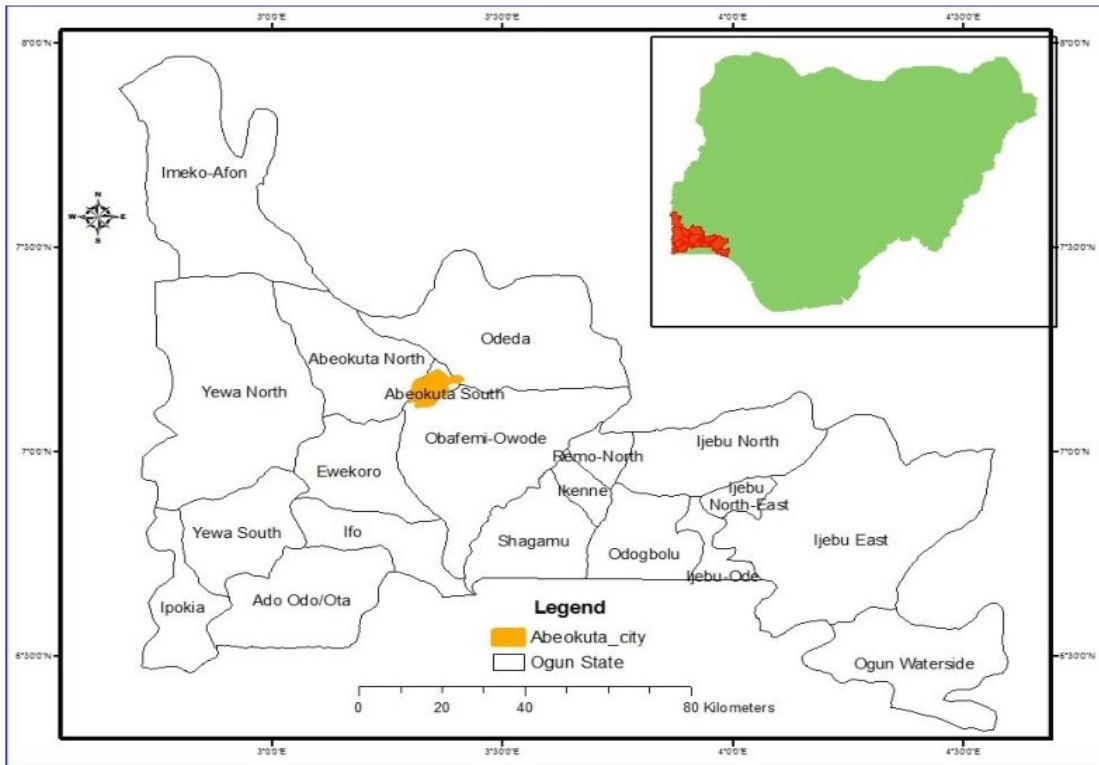 3°0'0"E 3°30'0"E 4°0'0"E 4°30'0"E
8°0'0"N 8°0'0"N
Imeko-Afon
N
W E
S
7°30'0"N 7°30'0"N
Odeda
Abeokuta North
Yewa North
Abeokuta South
Obafemi-Owode
Ijebu North
7°0'0"N 7°0'0"N
Remo-North
Ewekoro
Ikenne
Ijebu
North-East
Yewa South
Ifo
Shagamu
Odogbolu
Ijebu East
Ijebu-Ode
Ipokia
Ado Odo/Ota
Legend
Abeokuta_city
Ogun State
6°30'0"N 6°30'0"N
Ogun Waterside
0 20 40 80 Kilometers
3°0'0"E 3°30'0"E 4°0'0"E 4°30'0"E